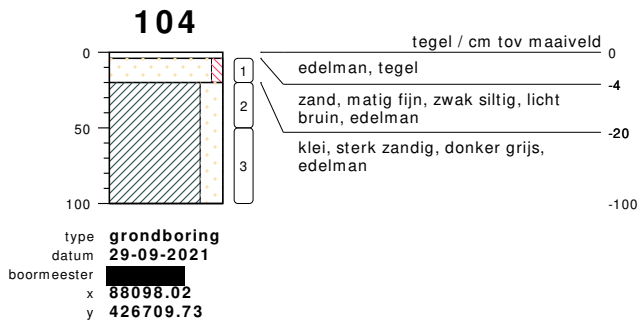 104
tegel / cm tov maaiveld
0
0
edelman, tegel
1
-4
zand, matig fijn, zwak siltig, licht
bruin, edelman
2
-20
50
klei, sterk zandig, donker grijs,
edelman
3
100
-100
type grondboring
datum 29-09-2021
boormeester
x 88098.02
y 426709.73